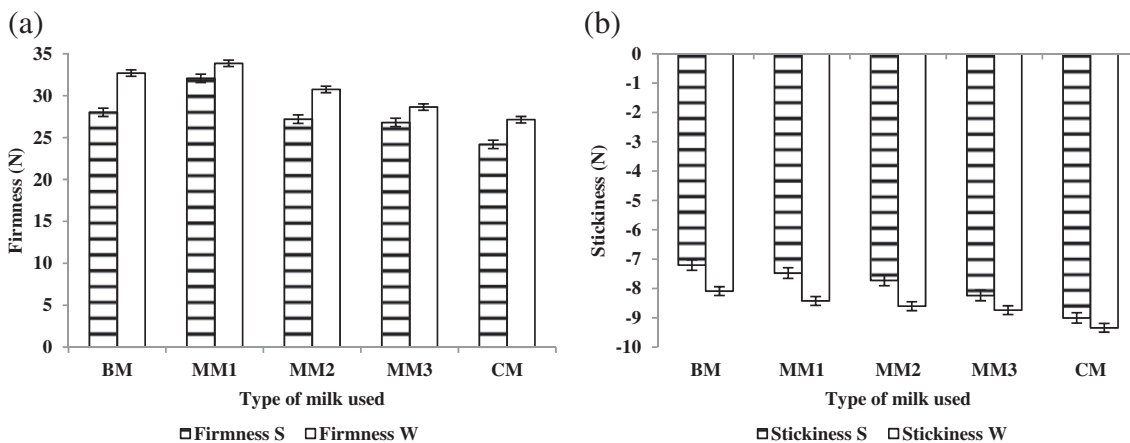 (a)
35
30
25
20
15
10
5
0
Firmness (N)
BM MM1 MM2 MM3 CM
Type of milk used
Firmness S Firmness W
(b)
0
-1
-2
-3
-4
-5
-6
-7
-8
-9
-10
Stickiness (N)
BM MM1 MM2 MM3 CM
Type of milk used
Stickiness S Stickiness W